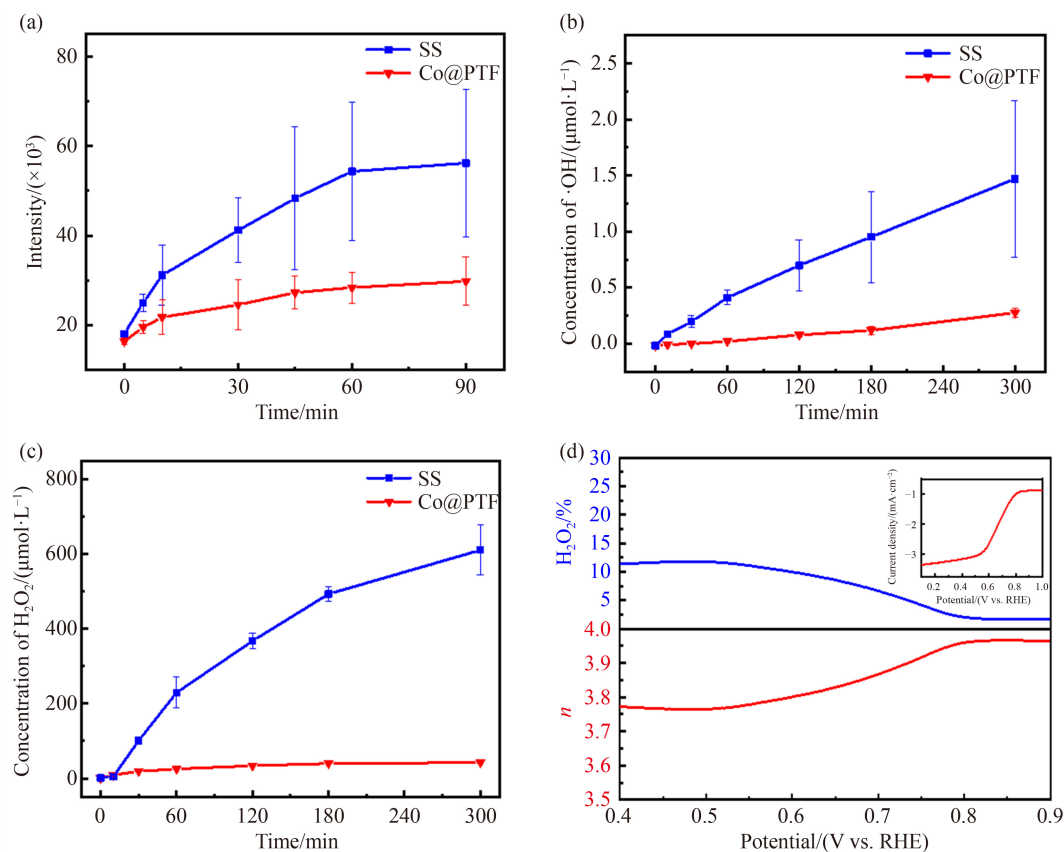 (a)
80
60
40
20
Intensity/(×10³)
SS
Co@PTF
0
30
60
90
Time/min
(b)
2.5
2.0
1.5
1.0
0.5
0.0
Concentration of ·OH/(μmol·L⁻¹)
SS
Co@PTF
0
60
120
180
240
300
Time/min
(c)
800
600
400
200
0
Concentration of H₂O₂/(μmol·L⁻¹)
SS
Co@PTF
0
60
120
180
240
300
Time/min
(d)
30
25
20
15
10
5
H₂O₂/%
4.0
3.9
3.8
3.7
3.6
3.5
n
−1
−2
−3
Current density/(mA·cm⁻²)
0.2
0.4
0.6
0.8
1.0
Potential/(V vs. RHE)
0.4
0.5
0.6
0.7
0.8
0.9
Potential/(V vs. RHE)